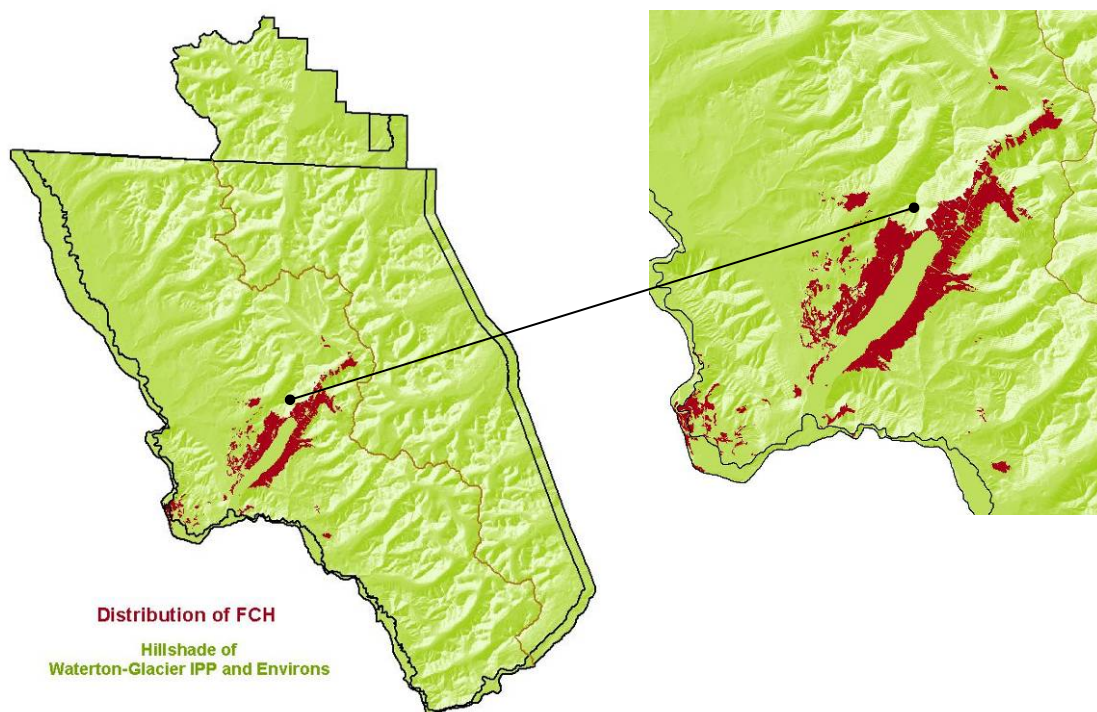 Distribution of FCH
Hillshade of
Waterton-Glacier IPP and Environs